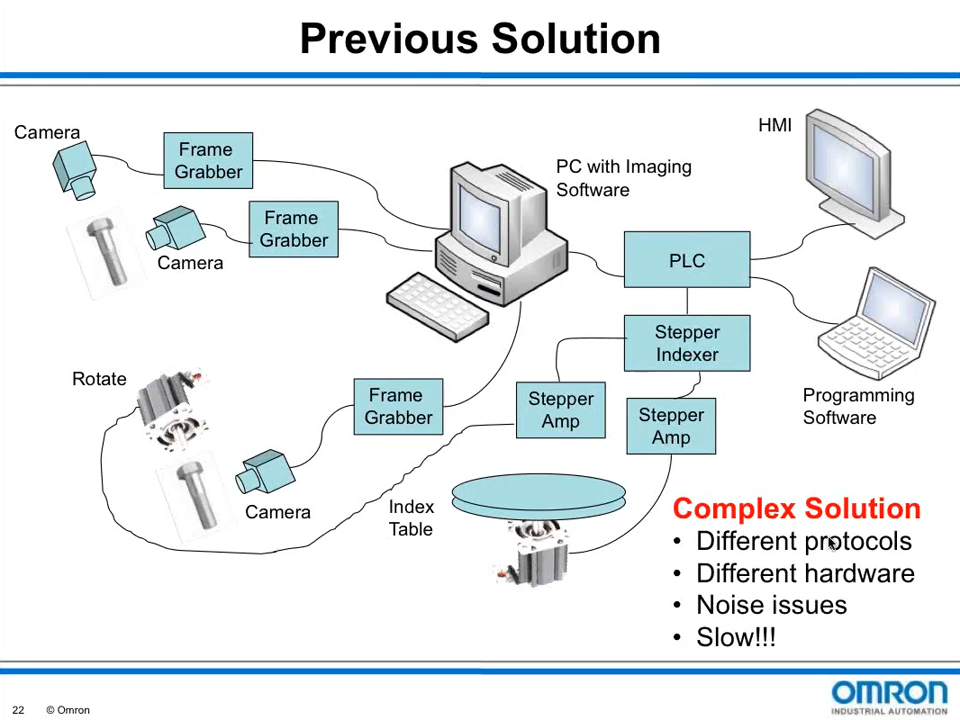 Previous Solution
Camera
Frame
Grabber
HMI
PC with Imaging
Software
Frame
Grabber
Camera
PLC
Stepper
Indexer
Rotate
Frame
Grabber
Stepper
Amp
Stepper
Amp
Programming
Software
Camera
Index
Table
Complex Solution
• Different protocols
• Different hardware
• Noise issues
• Slow!!!
22 © Omron
OMRON
INDUSTRIAL AUTOMATION